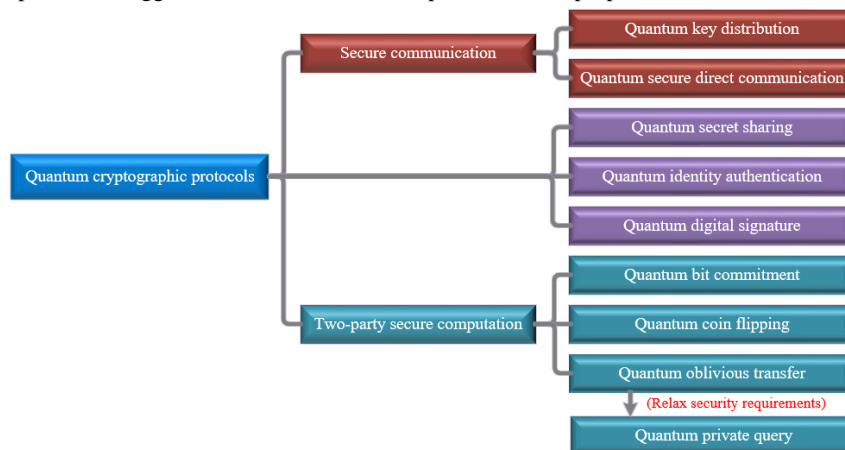 Quantum cryptographic protocols
Secure communication
Quantum key distribution
Quantum secure direct communication
Quantum secret sharing
Quantum identity authentication
Quantum digital signature
Two-party secure computation
Quantum bit commitment
Quantum coin flipping
Quantum oblivious transfer
(Relax security requirements)
Quantum private query